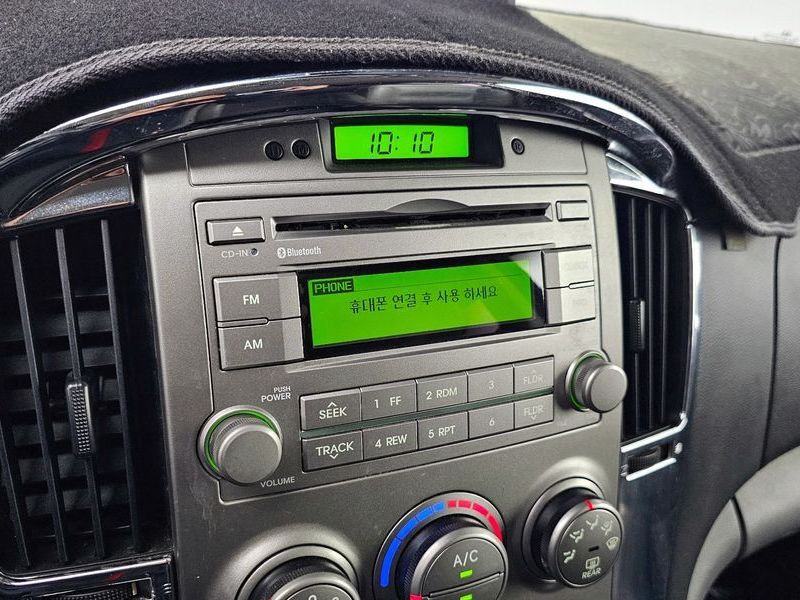 10:10
CD-IN
Bluetooth
PHONE
휴대폰 연결 후 사용 하세요
FM
AM
PUSH
POWER
VOLUME
SEEK
1 FF
2 RDM
3
FLDR
TRACK
4 REW
5 RPT
6
FLDR
A/C
REAR